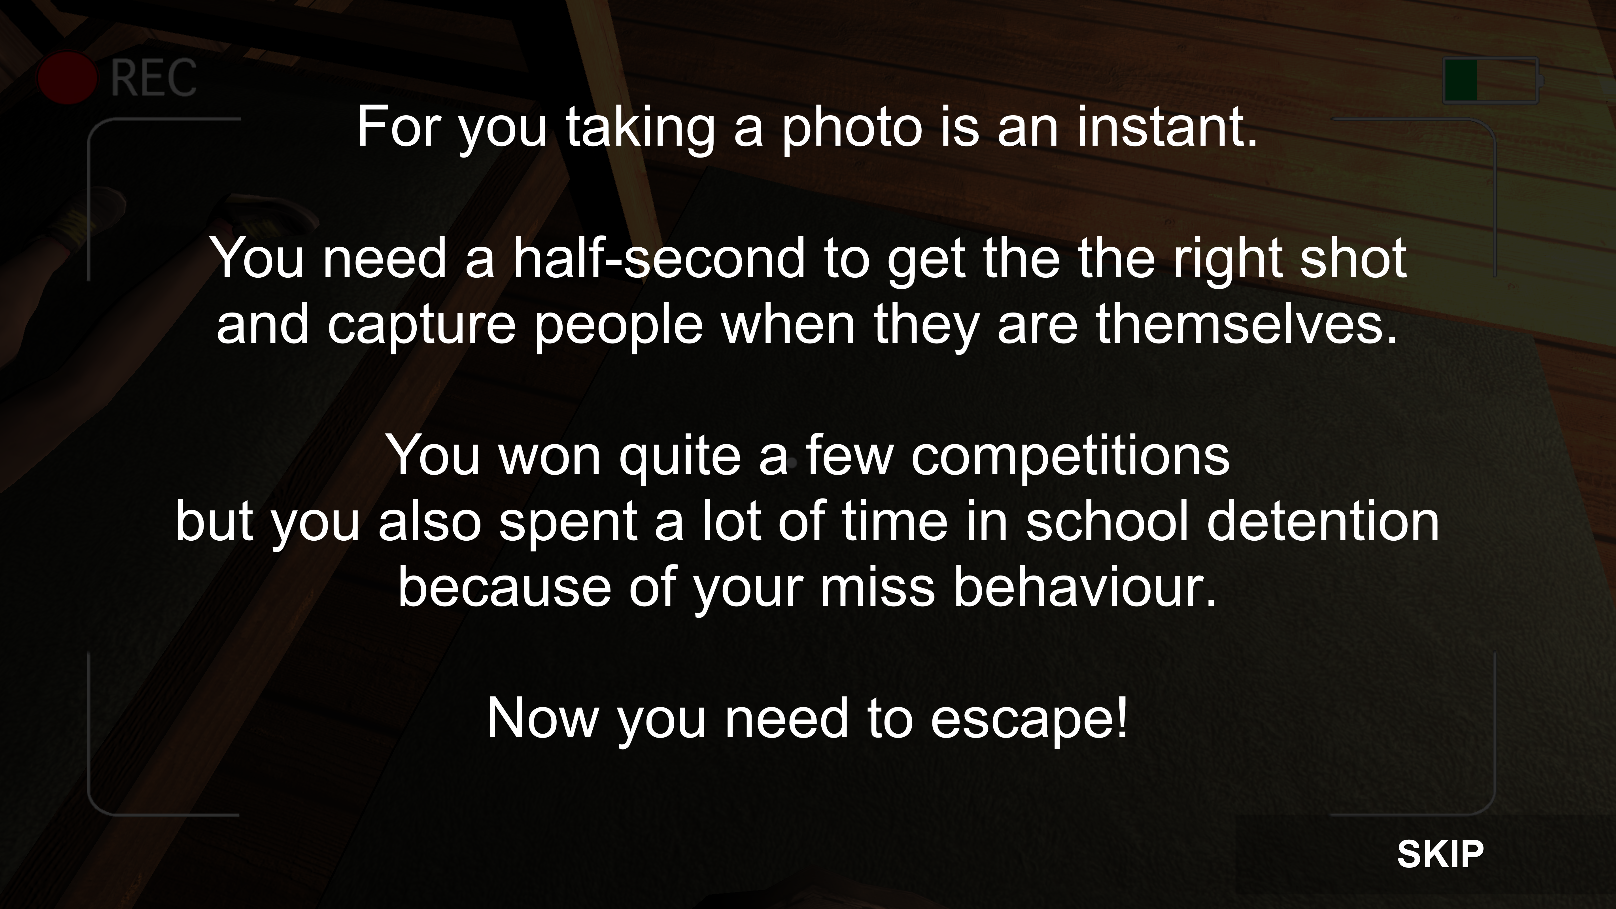 REC
For you taking a photo is an instant.
You need a half-second to get the the right shot
and capture people when they are themselves.
You won quite a few competitions
but you also spent a lot of time in school detention
because of your miss behaviour.
Now you need to escape!
SKIP